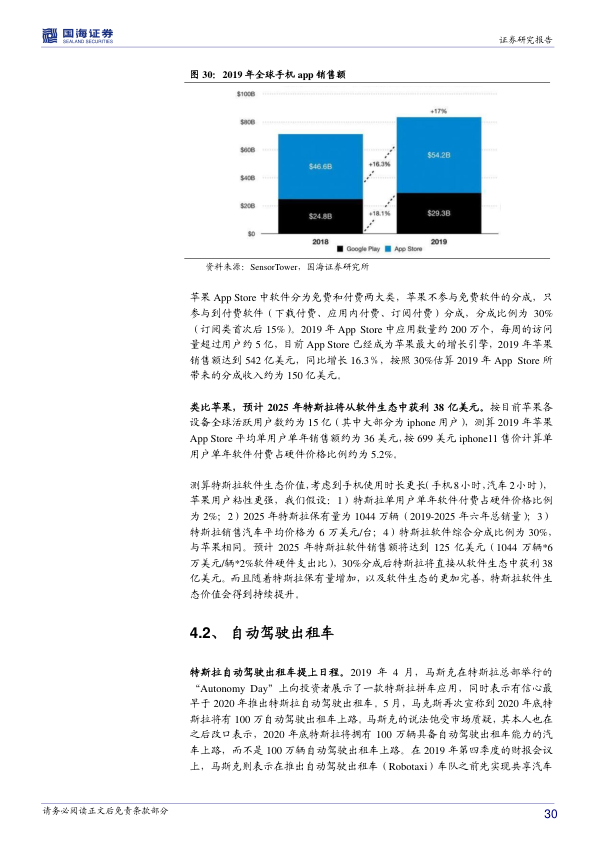 国海证券
SEALAND SECURITIES
证券研究报告
图 30：2019 年全球手机 app 销售额
$100B
+17%
$80B
$60B
$46.6B
+16.3%
$54.2B
$40B
$20B
$24.8B
+18.1%
$29.3B
$0
2018
2019
Google Play
App Store
资料来源：SensorTower，国海证券研究所
苹果 App Store 中软件分为免费和付费两大类，苹果不参与免费软件的分成，只
参与到付费软件（下载付费、应用内付费、订阅付费）分成，分成比例为 30%
（订阅类首次后 15%）。2019 年 App Store 中应用数量约 200 万个，每周的访问
量超过用户约 5 亿，目前 App Store 已经成为苹果最大的增长引擎，2019 年苹果
销售额达到 542 亿美元，同比增长 16.3％，按照 30%估算 2019 年 App Store 所
带来的分成收入约为 150 亿美元。
类比苹果，预计 2025 年特斯拉将从软件生态中获利 38 亿美元。按目前苹果各
设备全球活跃用户数约为 15 亿（其中大部分为 iphone 用户），测算 2019 年苹果
App Store 平均单用户单年销售额约为 36 美元，按 699 美元 iphone11 售价计算单
用户单年软件付费占硬件价格比例约为 5.2%。
测算特斯拉软件生态价值，考虑到手机使用时长更长（手机 8 小时，汽车 2 小时），
苹果用户粘性更强，我们假设：1）特斯拉单用户单年软件付费占硬件价格比例
为 2%；2）2025 年特斯拉保有量为 1044 万辆（2019-2025 年六年总销量）；3）
特斯拉销售汽车平均价格为 6 万美元/台；4）特斯拉软件综合分成比例为 30%，
与苹果相同。预计 2025 年特斯拉软件销售额将达到 125 亿美元（1044 万辆*6
万美元/辆*2%软件硬件支出比），30%分成后特斯拉将直接从软件生态中获利 38
亿美元。而且随着特斯拉保有量增加，以及软件生态的更加完善，特斯拉软件生
态价值会得到持续提升。
4.2、 自动驾驶出租车
特斯拉自动驾驶出租车提上日程。2019 年 4 月，马斯克在特斯拉总部举行的
“Autonomy Day”上向投资者展示了一款特斯拉拼车应用，同时表示有信心最
早于 2020 年推出特斯拉自动驾驶出租车。5 月，马克斯再次宣称到 2020 年底特
斯拉将有 100 万自动驾驶出租车上路。马斯克的说法饱受市场质疑，其本人也在
之后改口表示，2020 年底特斯拉将拥有 100 万辆具备自动驾驶出租车能力的汽
车上路，而不是 100 万辆自动驾驶出租车上路。在 2019 年第四季度的财报会议
上，马斯克则表示在推出自动驾驶出租车（Robotaxi）车队之前先实现共享汽车
请务必阅读正文后免责条款部分
30